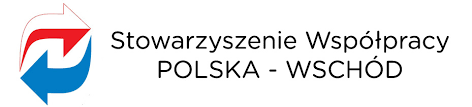 Stowarzyszenie Współpracy
POLSKA - WSCHÓD